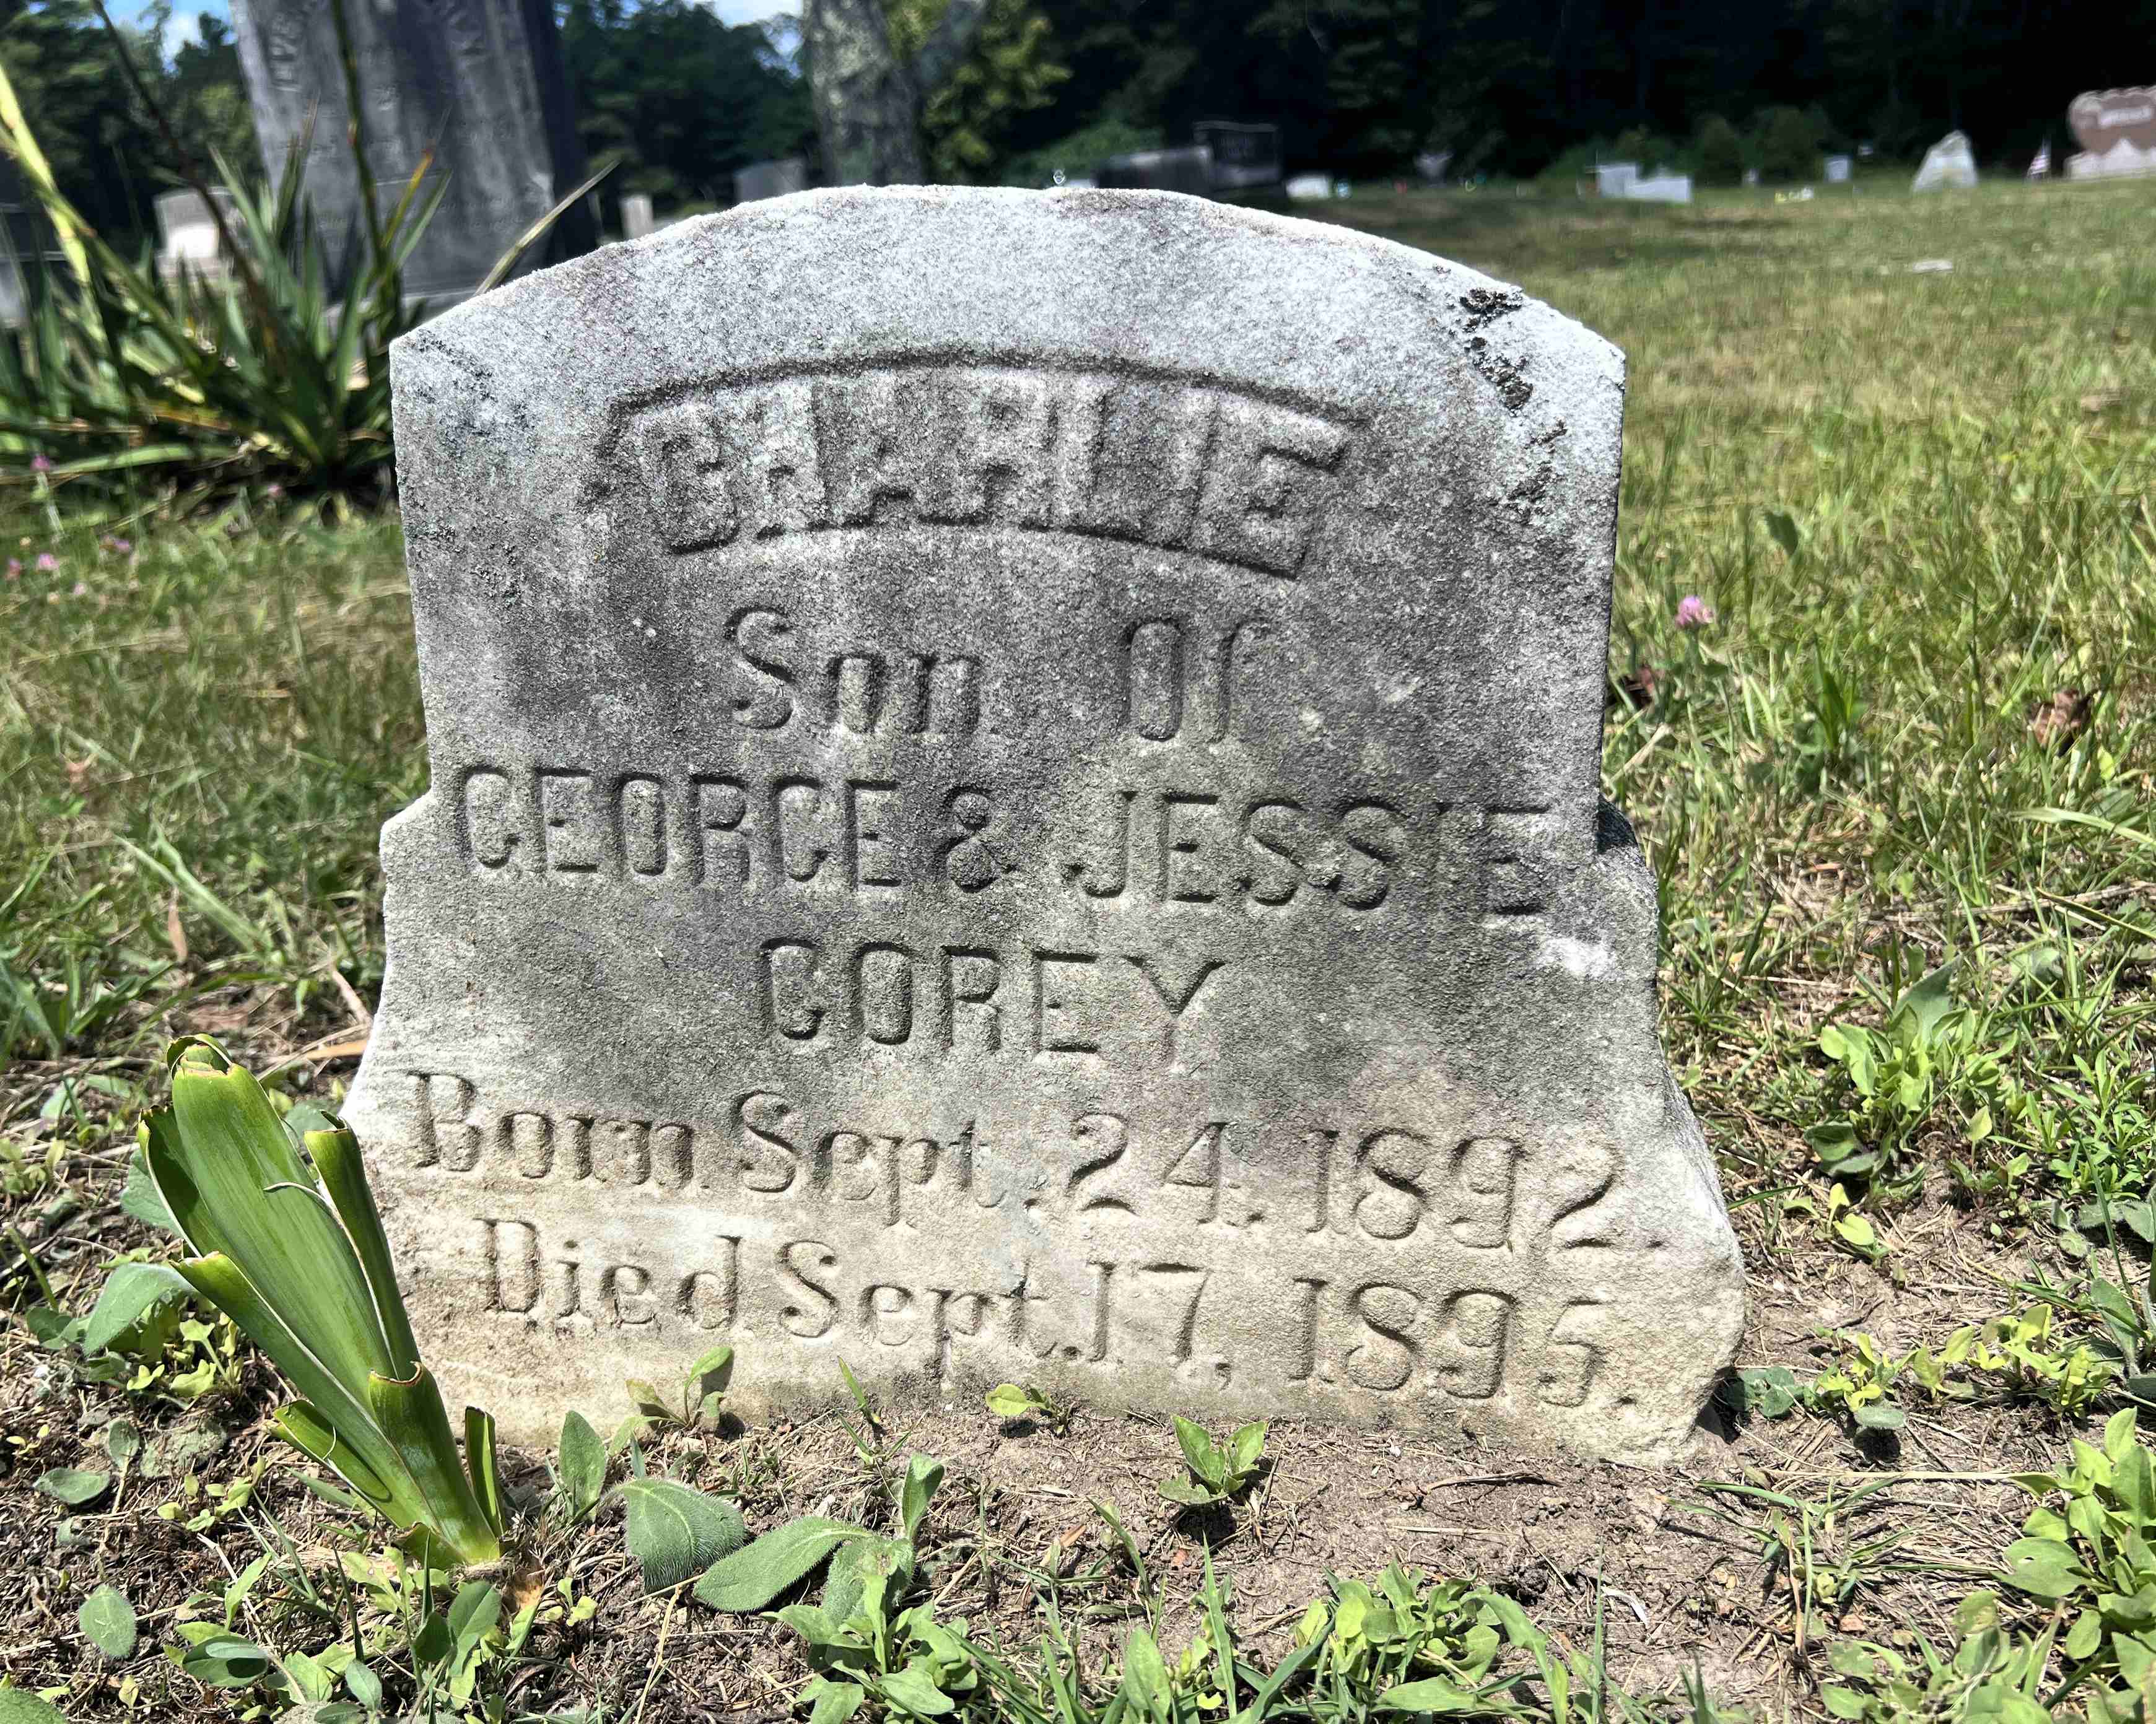 CHARLIE
Son Of
GEORGE & JESSIE
COREY
Born Sept. 24, 1892.
Died Sept. 17, 1895.